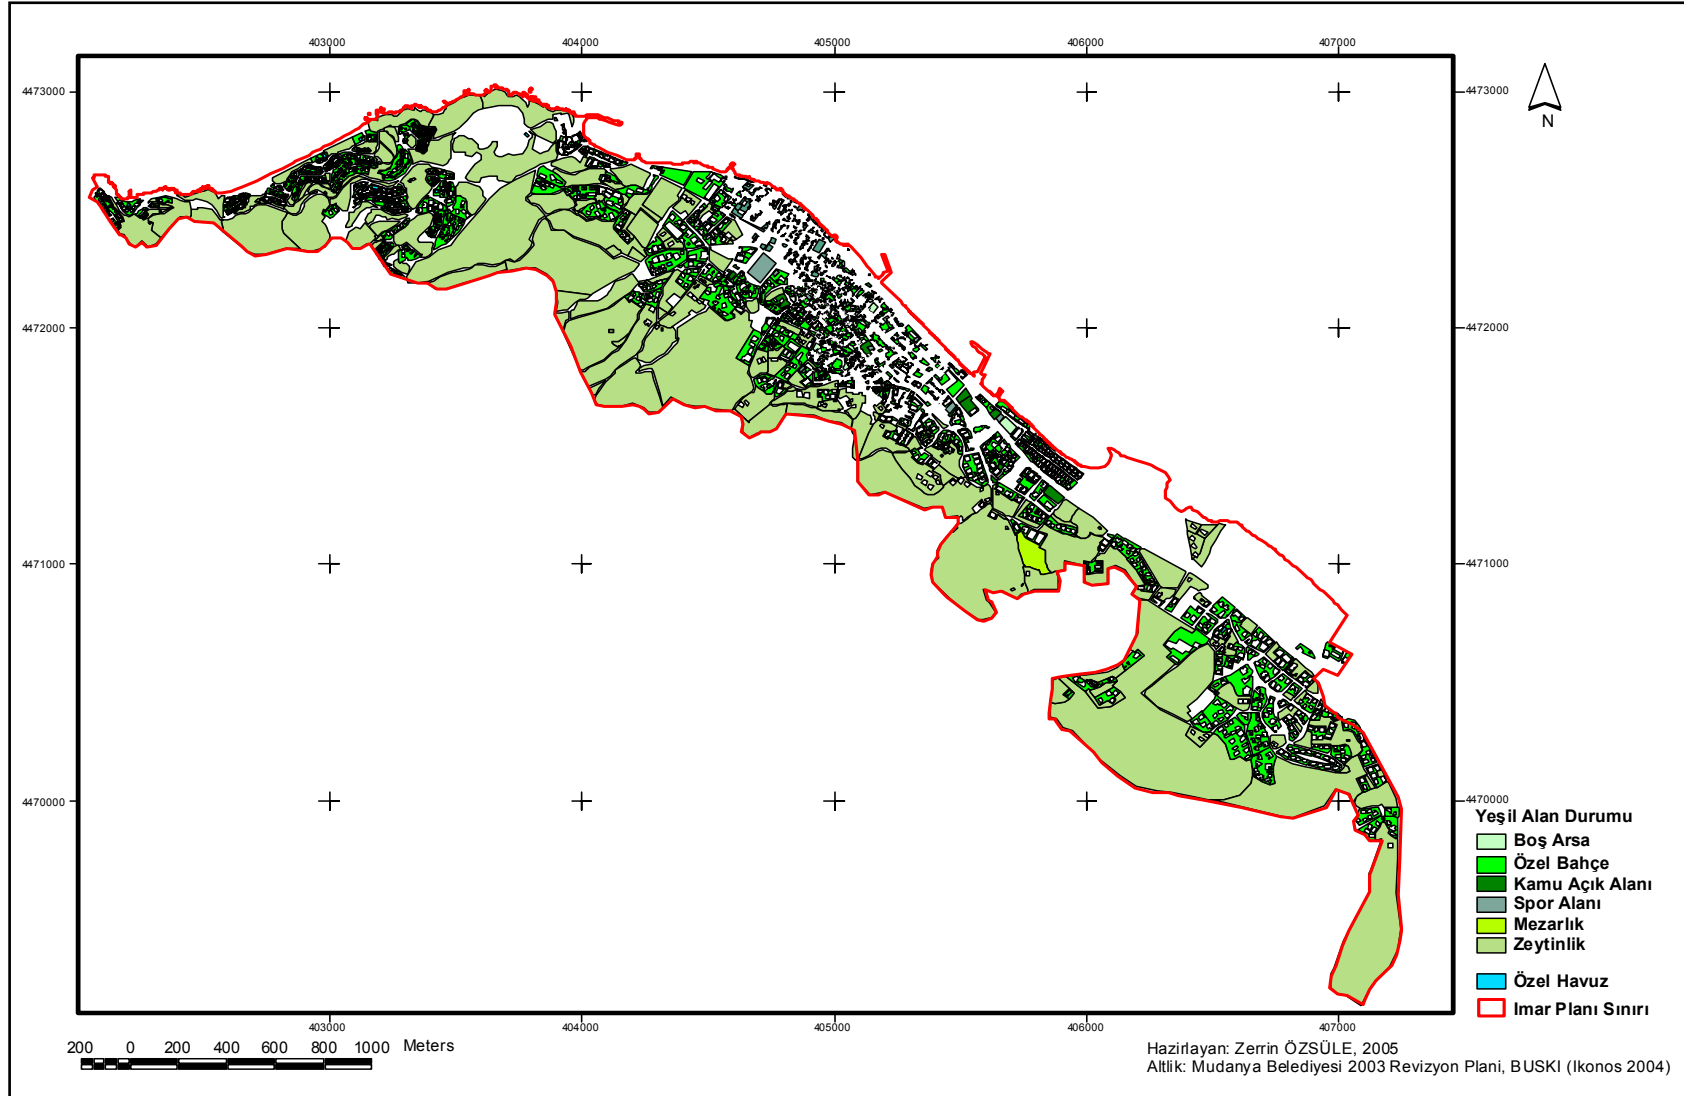 403000 404000 405000 406000 407000
4473000 4473000
N
4472000 4472000
4471000 4471000
4470000 4470000
Yeşil Alan Durumu
Boş Arsa
Özel Bahçe
Kamu Açık Alanı
Spor Alanı
Mezarlık
Zeytinlik
Özel Havuz
Imar Planı Sınırı
403000 404000 405000 406000 407000
200 0 200 400 600 800 1000 Meters
Hazirlayan: Zerrin ÖZSÜLE, 2005
Altlik: Mudanya Belediyesi 2003 Revizyon Plani, BUSKI (Ikonos 2004)